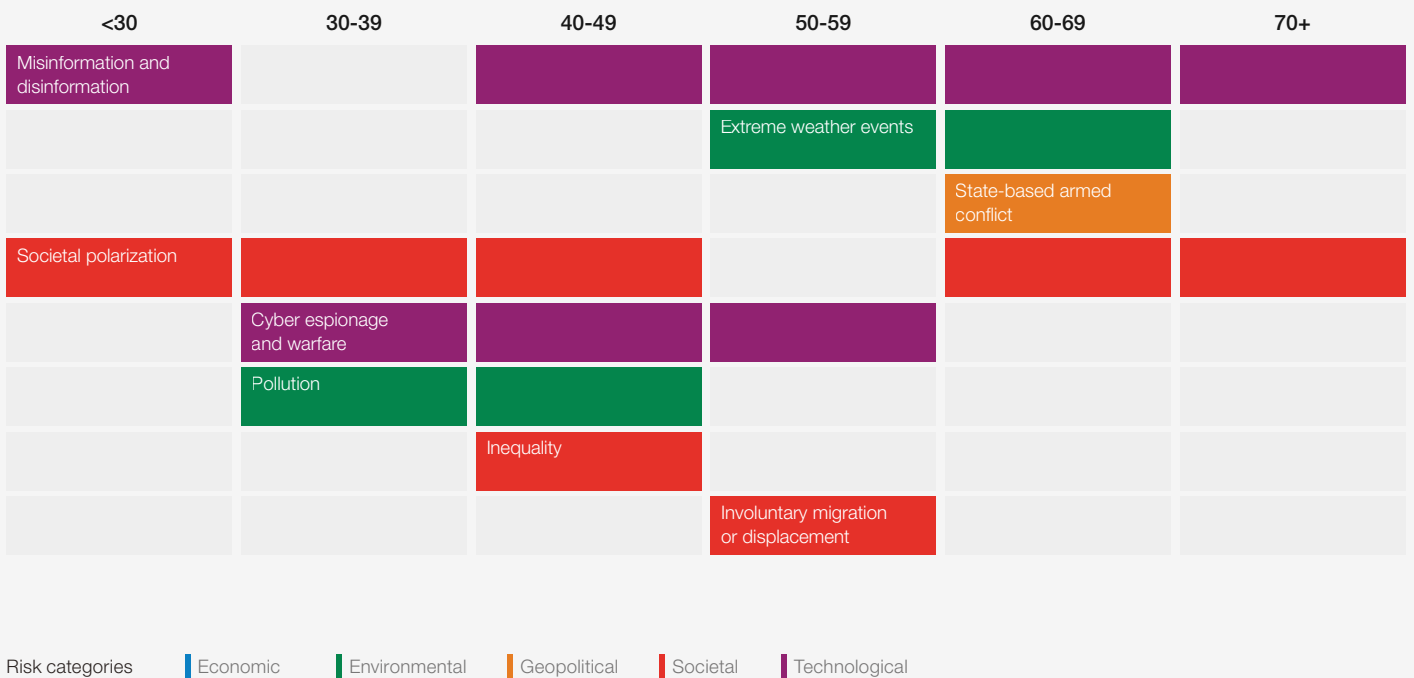 <30 30-39 40-49 50-59 60-69 70+
Misinformation and
disinformation
Extreme weather events
State-based armed
conflict
Societal polarization
Cyber espionage
and warfare
Pollution
Inequality
Involuntary migration
or displacement
Risk categories Economic Environmental Geopolitical Societal Technological